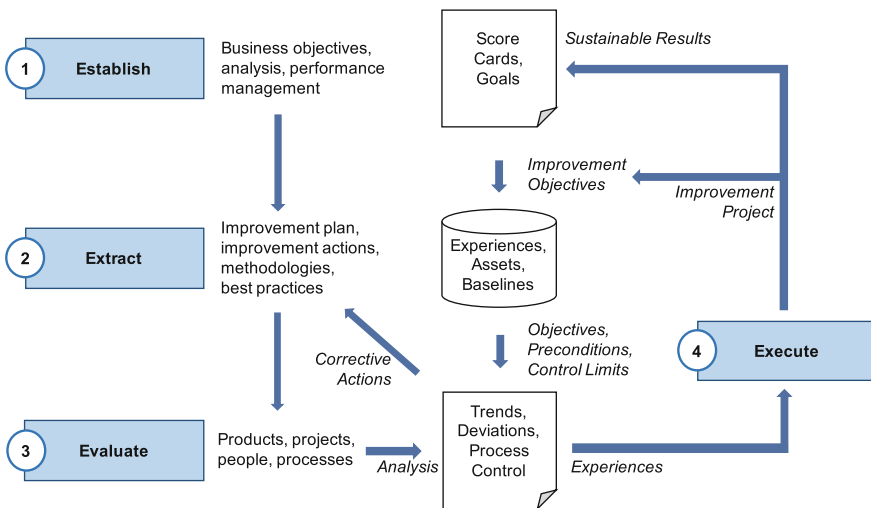 1
Establish
Business objectives,
analysis, performance
management
Score
Cards,
Goals
Sustainable Results
Improvement
Objectives
Improvement
Project
2
Extract
Improvement plan,
improvement actions,
methodologies,
best practices
Experiences,
Assets,
Baselines
Corrective
Actions
Objectives,
Preconditions,
Control Limits
4
Execute
3
Evaluate
Products, projects,
people, processes
Analysis
Trends,
Deviations,
Process
Control
Experiences